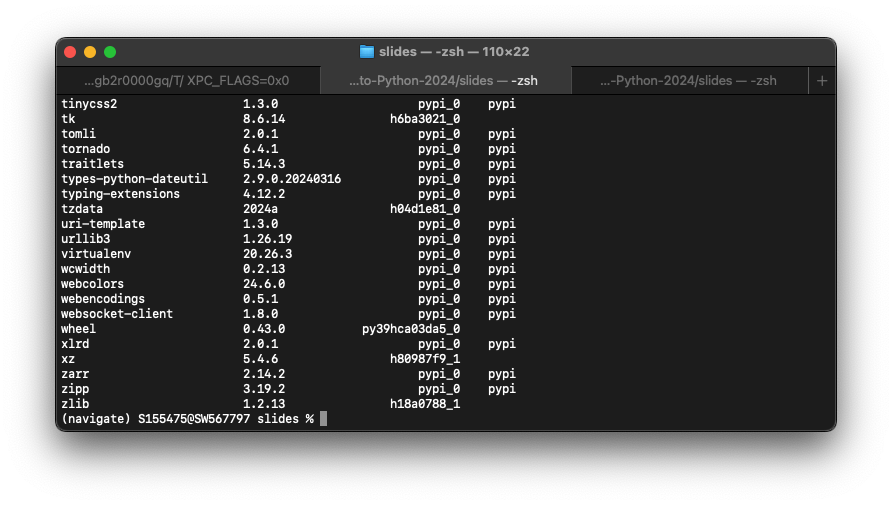 slides — -zsh — 110×22
...gb2r0000gq/T/ XPC_FLAGS=0x0 ...to-Python-2024/slides — -zsh ...-Python-2024/slides — -zsh +
tinycss2 1.3.0 pypi_0 pypi
tk 8.6.14 h6ba3021_0
tomli 2.0.1 pypi_0 pypi
tornado 6.4.1 pypi_0 pypi
traitlets 5.14.3 pypi_0 pypi
types-python-dateutil 2.9.0.20240316 pypi_0 pypi
typing-extensions 4.12.2 pypi_0 pypi
tzdata 2024a h04d1e81_0
uri-template 1.3.0 pypi_0 pypi
urllib3 1.26.19 pypi_0 pypi
virtualenv 20.26.3 pypi_0 pypi
wcwidth 0.2.13 pypi_0 pypi
webcolors 24.6.0 pypi_0 pypi
webencodings 0.5.1 pypi_0 pypi
websocket-client 1.8.0 pypi_0 pypi
wheel 0.43.0 py39hca03da5_0
xlrd 2.0.1 pypi_0 pypi
xz 5.4.6 h80987f9_1
zarr 2.14.2 pypi_0 pypi
zipp 3.19.2 pypi_0 pypi
zlib 1.2.13 h18a0788_1
(navigate) S155475@SW567797 slides %